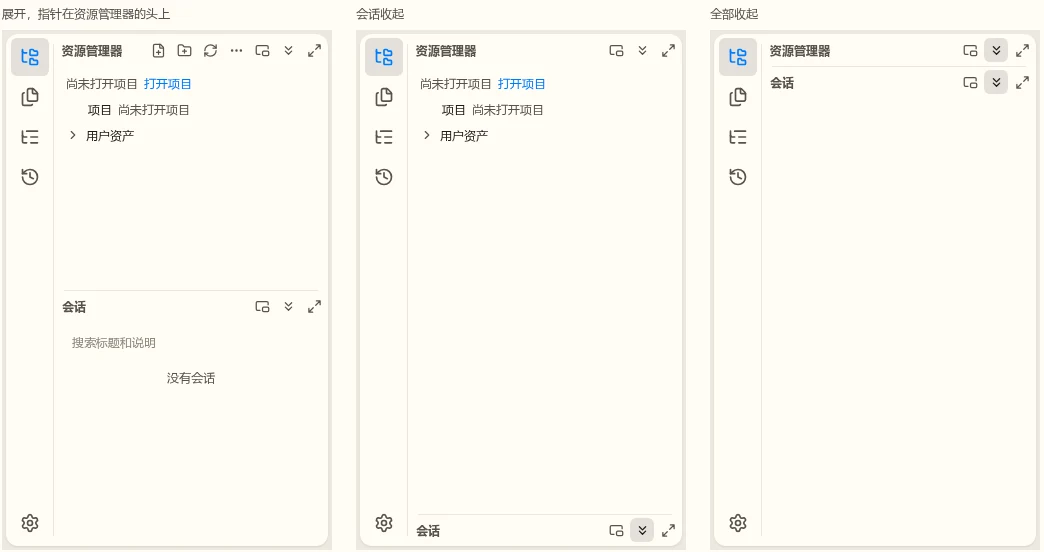 展开，指针在资源管理器的头上
资源管理器
尚未打开项目 打开项目
项目 尚未打开项目
用户资产
会话
搜索标题和说明
没有会话
会话收起
资源管理器
尚未打开项目 打开项目
项目 尚未打开项目
用户资产
会话
全部收起
资源管理器
会话